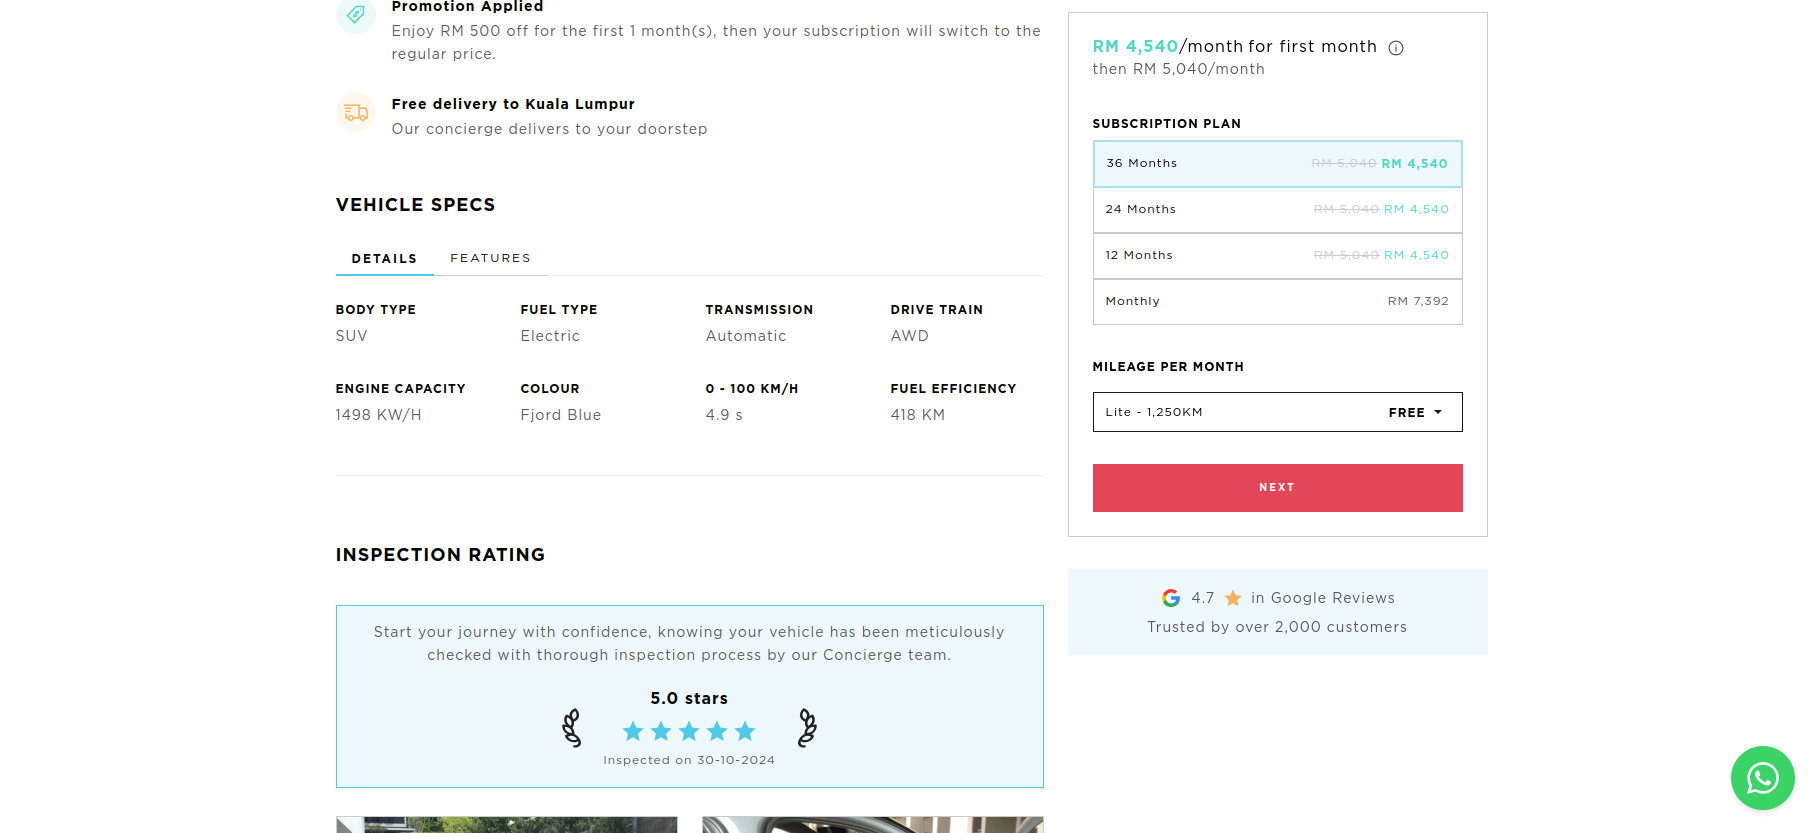 Promotion Applied
Enjoy RM 500 off for the first 1 month(s), then your subscription will switch to the
regular price.
Free delivery to Kuala Lumpur
Our concierge delivers to your doorstep
VEHICLE SPECS
DETAILS FEATURES
BODY TYPE FUEL TYPE TRANSMISSION DRIVE TRAIN
SUV Electric Automatic AWD
ENGINE CAPACITY COLOUR 0 - 100 KM/H FUEL EFFICIENCY
1498 KW/H Fjord Blue 4.9 s 418 KM
INSPECTION RATING
Start your journey with confidence, knowing your vehicle has been meticulously
checked with thorough inspection process by our Concierge team.
5.0 stars
Inspected on 30-10-2024
RM 4,540/month for first month
then RM 5,040/month
SUBSCRIPTION PLAN
36 Months RM 5,040 RM 4,540
24 Months RM 5,040 RM 4,540
12 Months RM 5,040 RM 4,540
Monthly RM 7,392
MILEAGE PER MONTH
Lite - 1,250KM FREE
NEXT
4.7 in Google Reviews
Trusted by over 2,000 customers